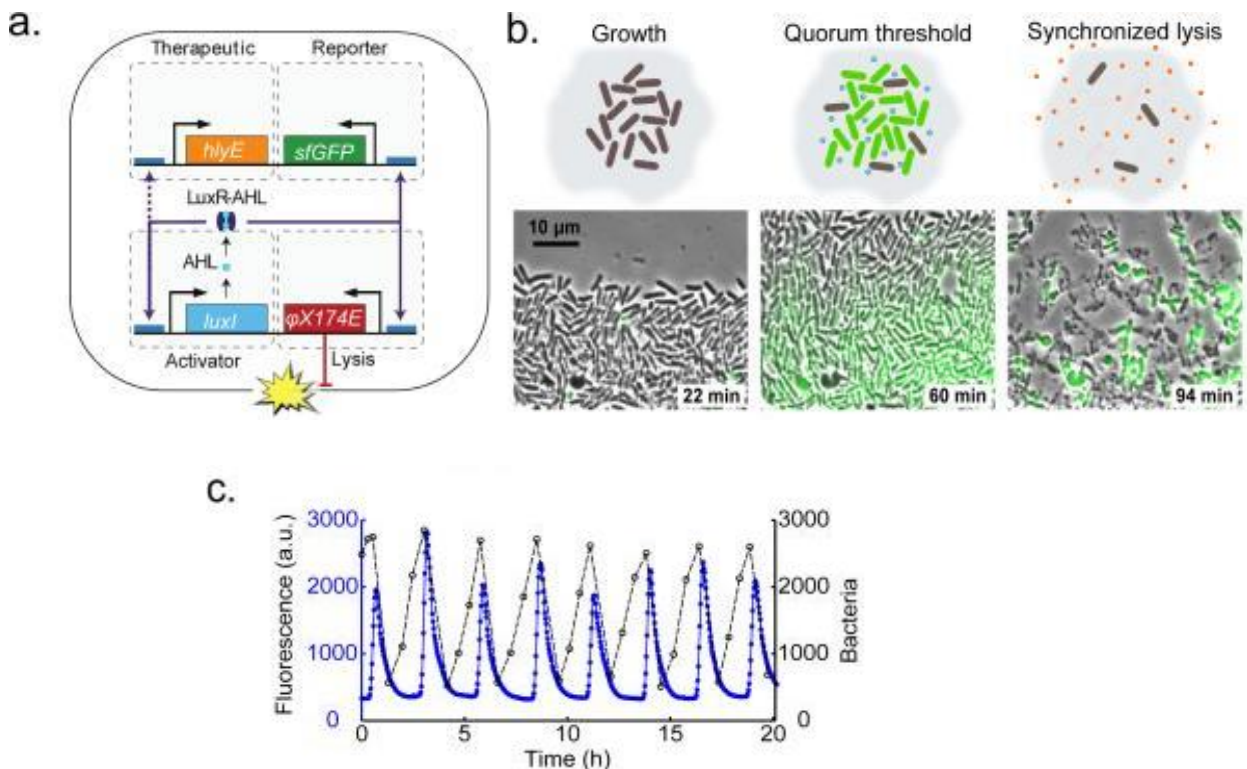 a.
Therapeutic Reporter
hlyE sfGFP
LuxR-AHL
AHL
luxI φX174E
Activator Lysis
b.
Growth Quorum threshold Synchronized lysis
10 μm
22 min 60 min 94 min
c.
Fluorescence (a.u.)
3000
2000
1000
0
0 5 10 15 20
Time (h)
3000
2000
1000
0
Bacteria